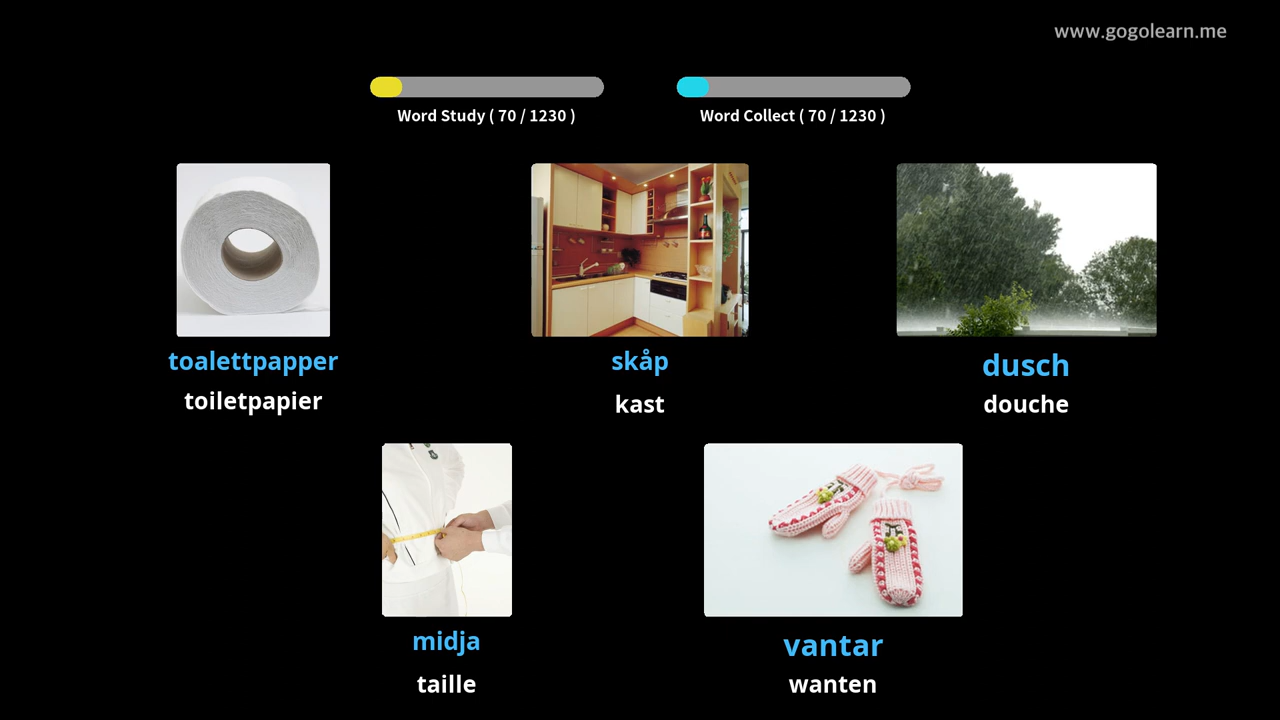 www.gogolearn.me
Word Study ( 70 / 1230 )
Word Collect ( 70 / 1230 )
toalettpapper
toiletpapier
skåp
kast
dusch
douche
midja
taille
vantar
wanten